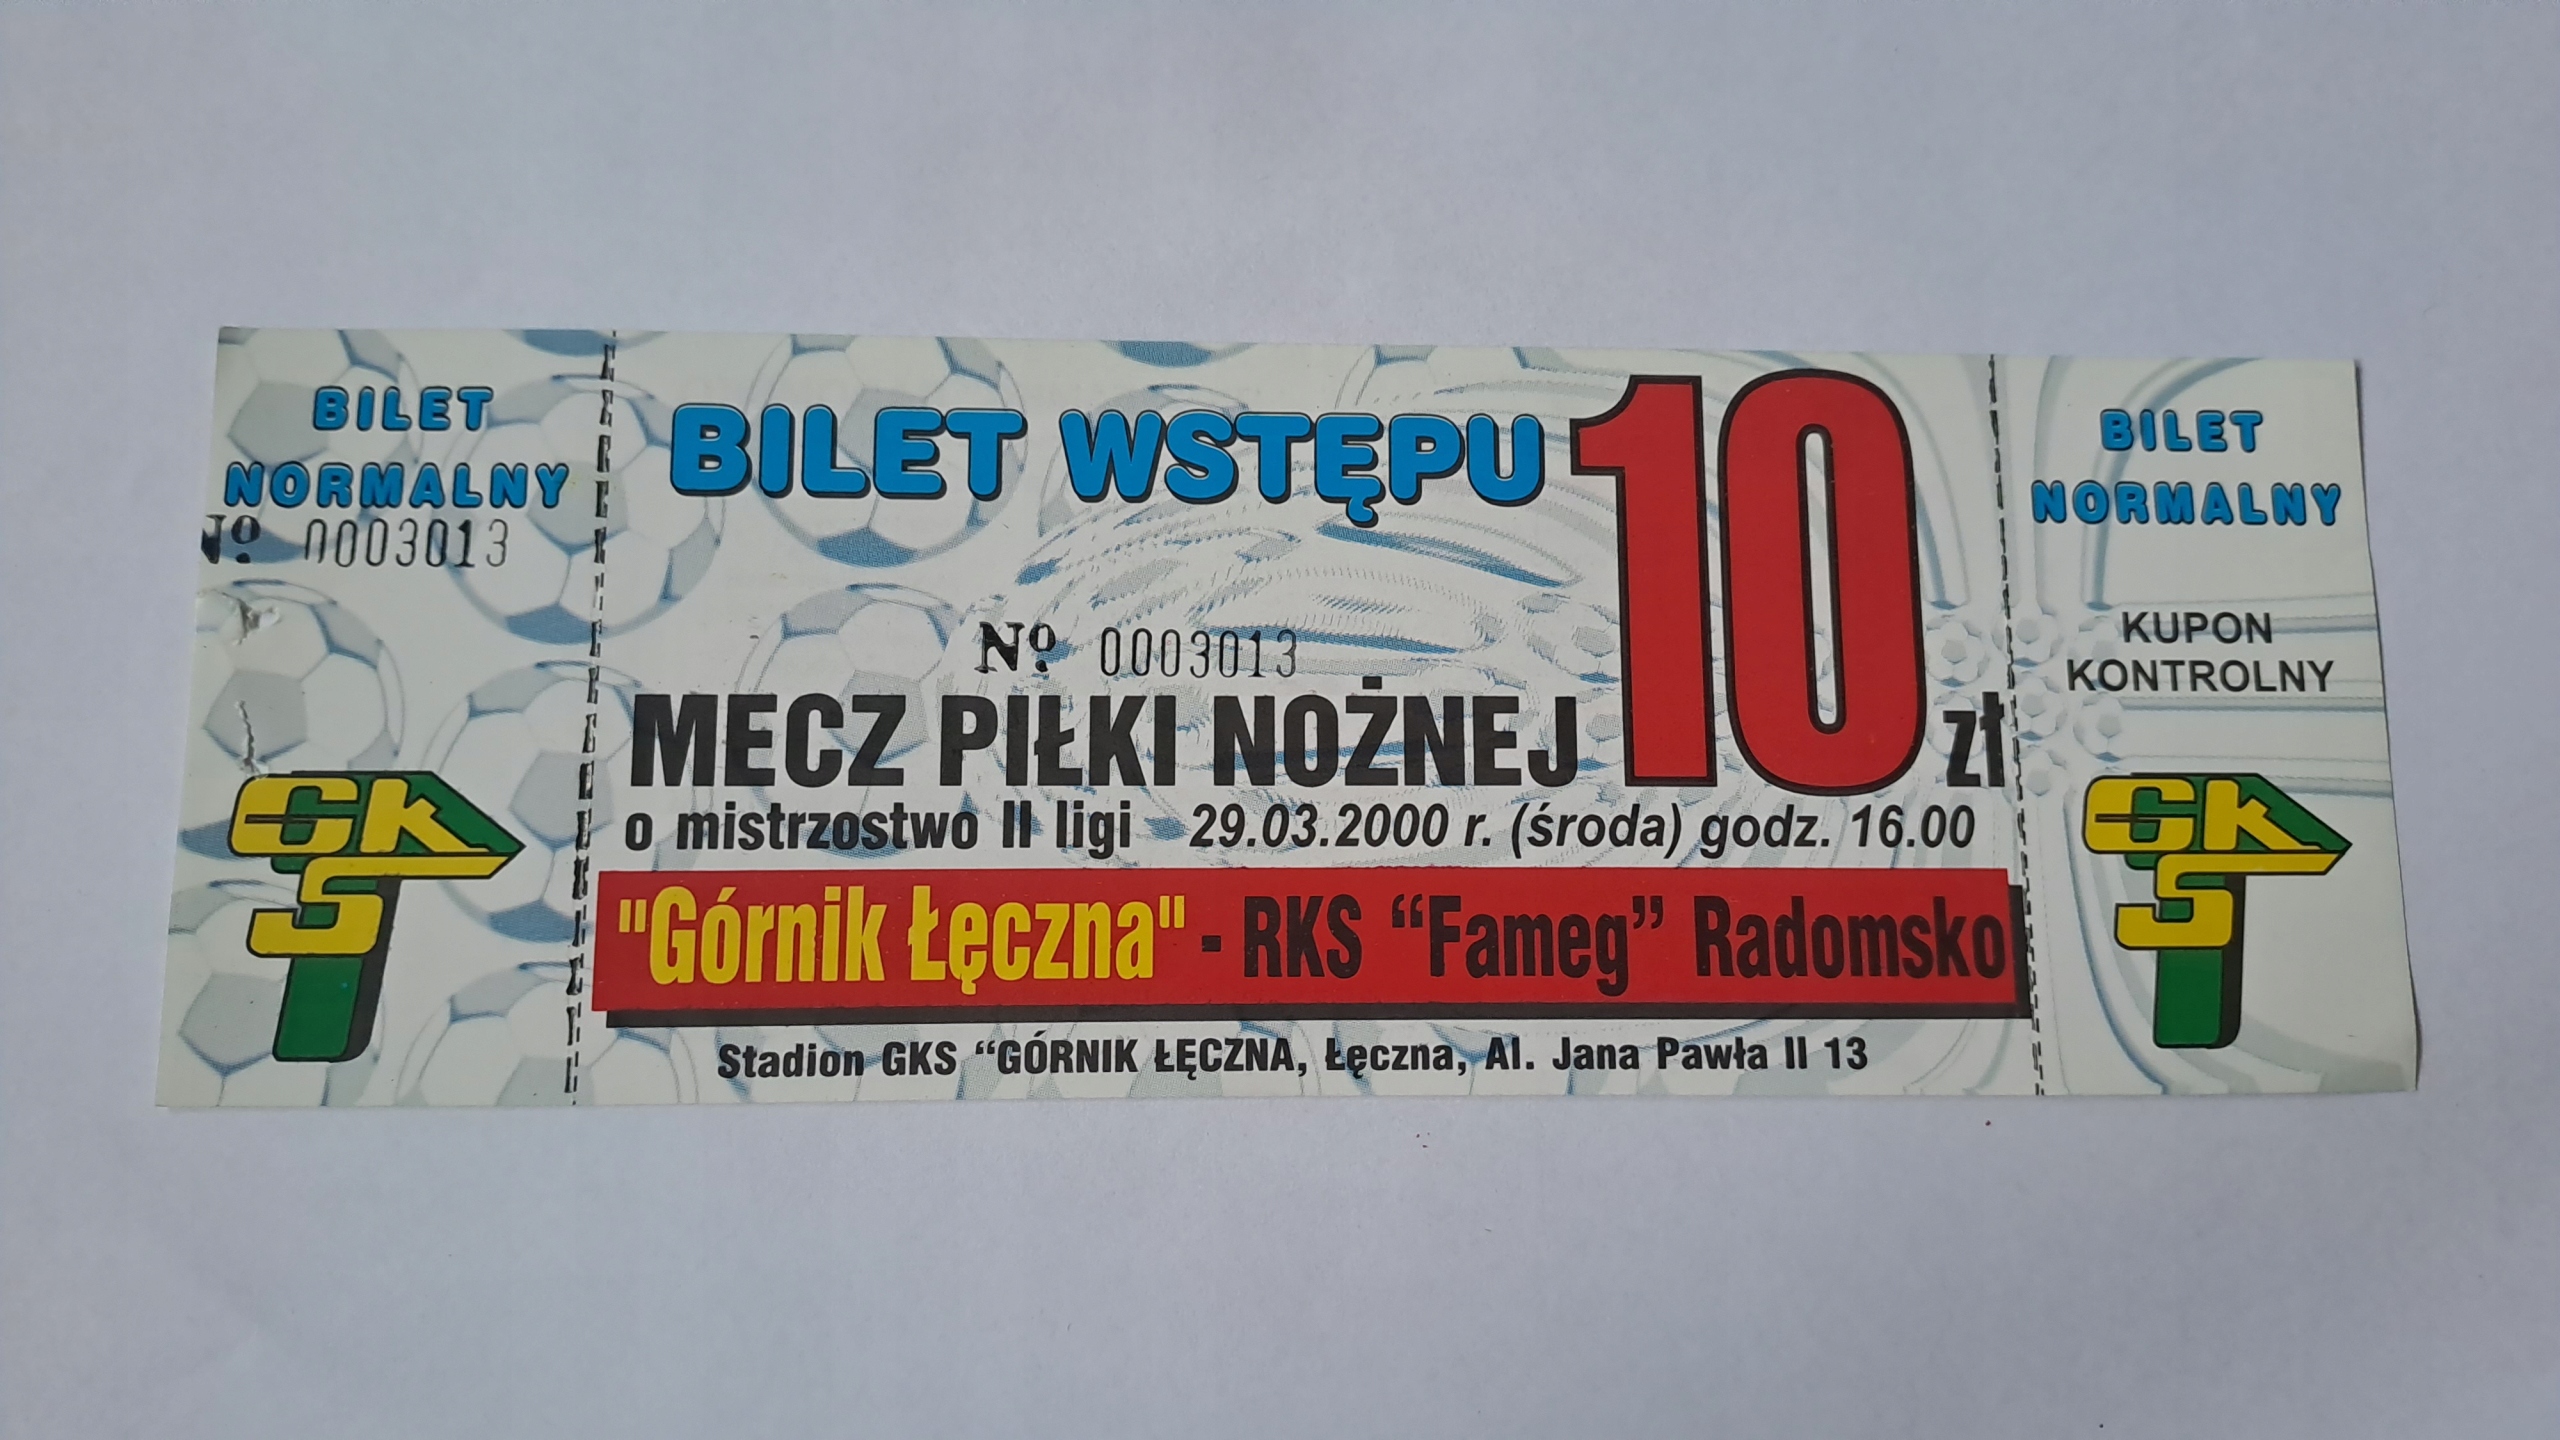 BILET
NORMALNY
Nº 0003013
GKS
BILET WSTĘPU 10 zł
Nº 0003013
MECZ PIŁKI NOŻNEJ
o mistrzostwo II ligi 29.03.2000 r. (środa) godz. 16.00
"Górnik Łęczna" - RKS “Fameg” Radomsko
Stadion GKS “GÓRNIK ŁĘCZNA, Łęczna, Al. Jana Pawła II 13
BILET
NORMALNY
KUPON
KONTROLNY
GKS